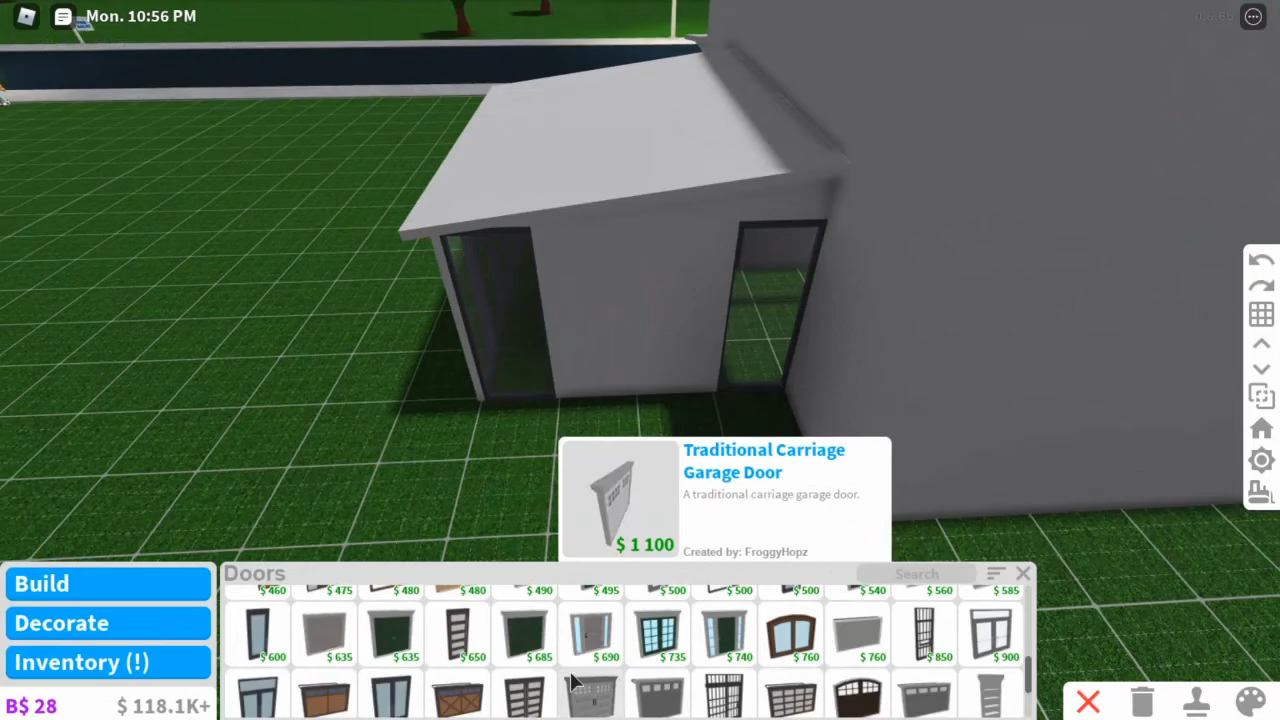 Mon. 10:56 PM
Traditional Carriage
Garage Door
A traditional carriage garage door.
$ 1 100
Created by: FroggyHopz
Build
Decorate
Inventory (!)
B$ 28
$ 118.1K+
Doors
Search
$460 $475 $480 $480 $490 $495 $500 $500 $540 $560 $585
$600 $635 $635 $650 $685 $690 $735 $740 $760 $760 $850 $900